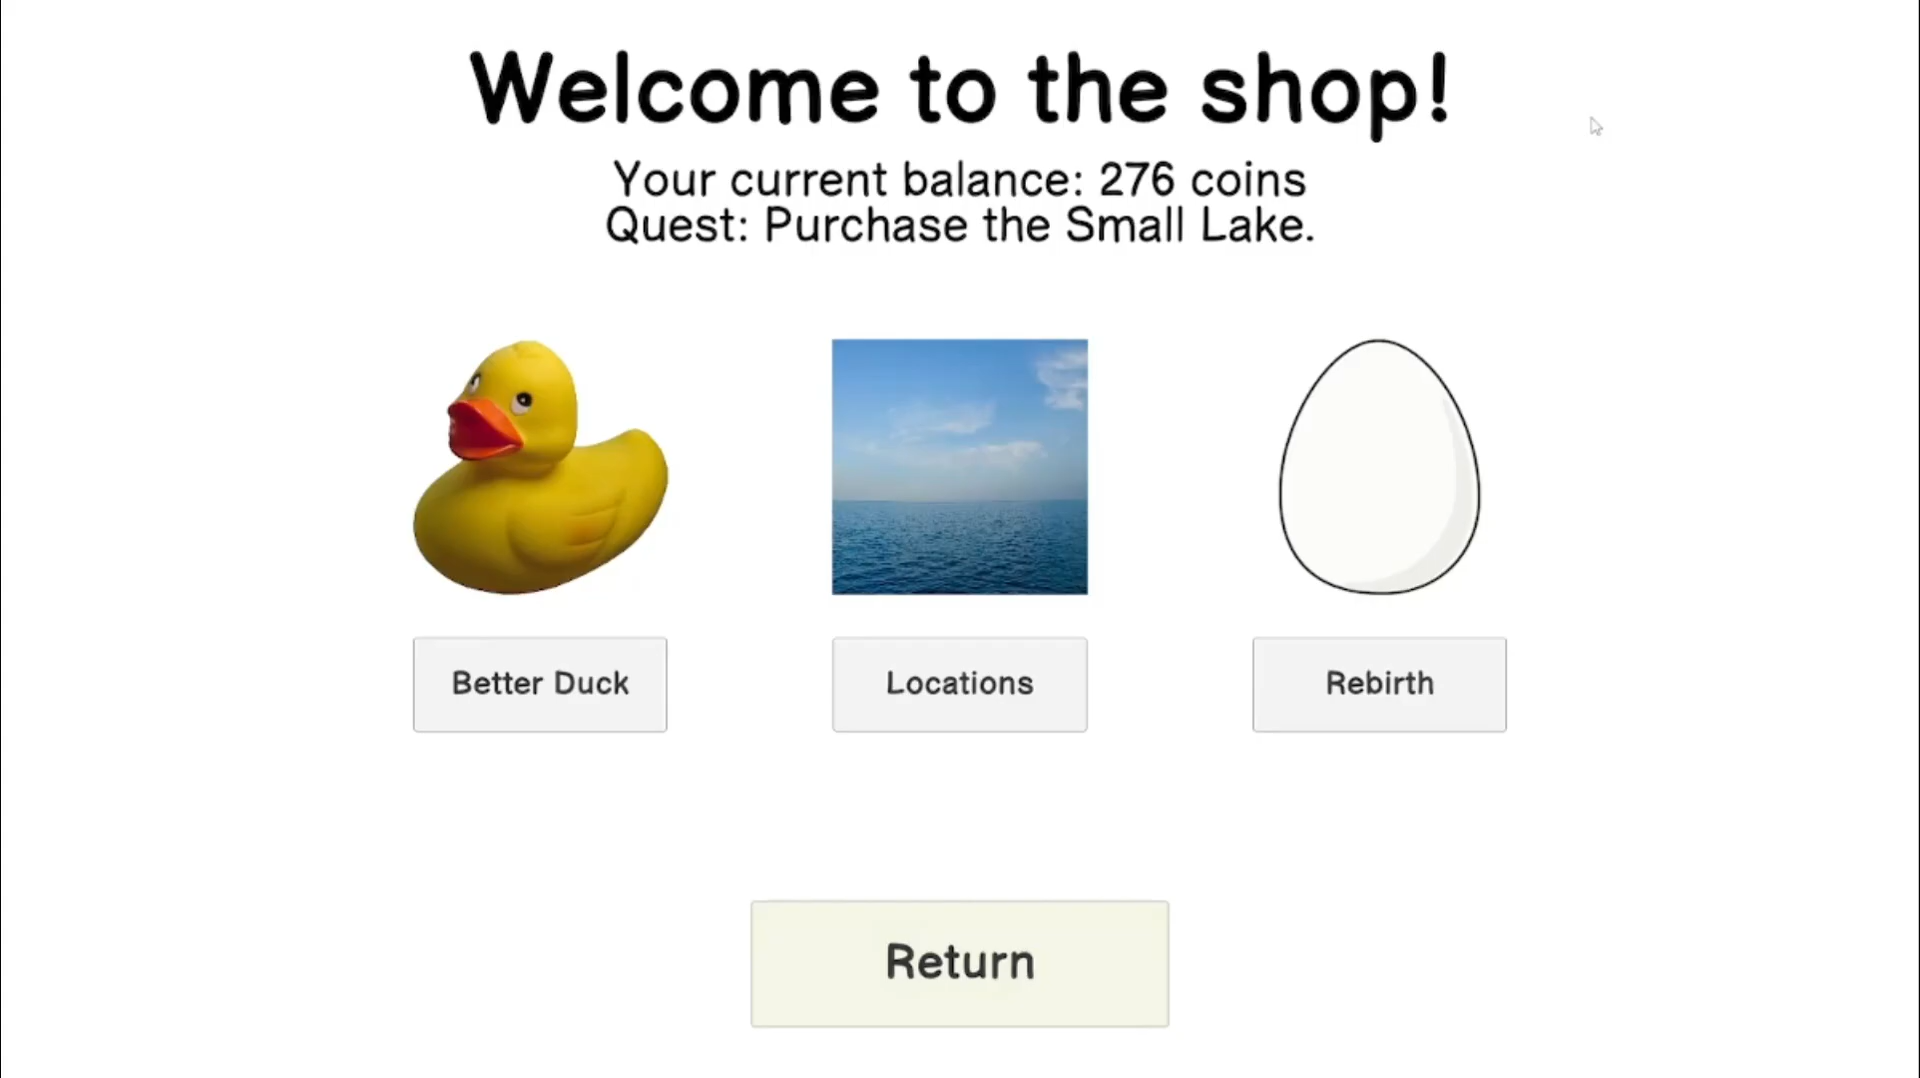 Welcome to the shop!
Your current balance: 276 coins
Quest: Purchase the Small Lake.
Better Duck
Locations
Rebirth
Return